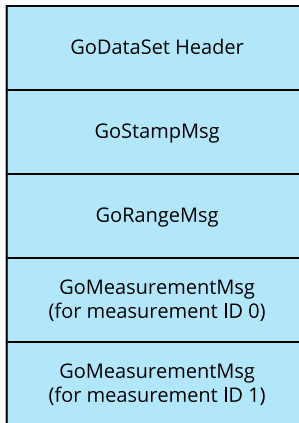 GoDataSet Header
GoStampMsg
GoRangeMsg
GoMeasurementMsg
(for measurement ID 0)
GoMeasurementMsg
(for measurement ID 1)